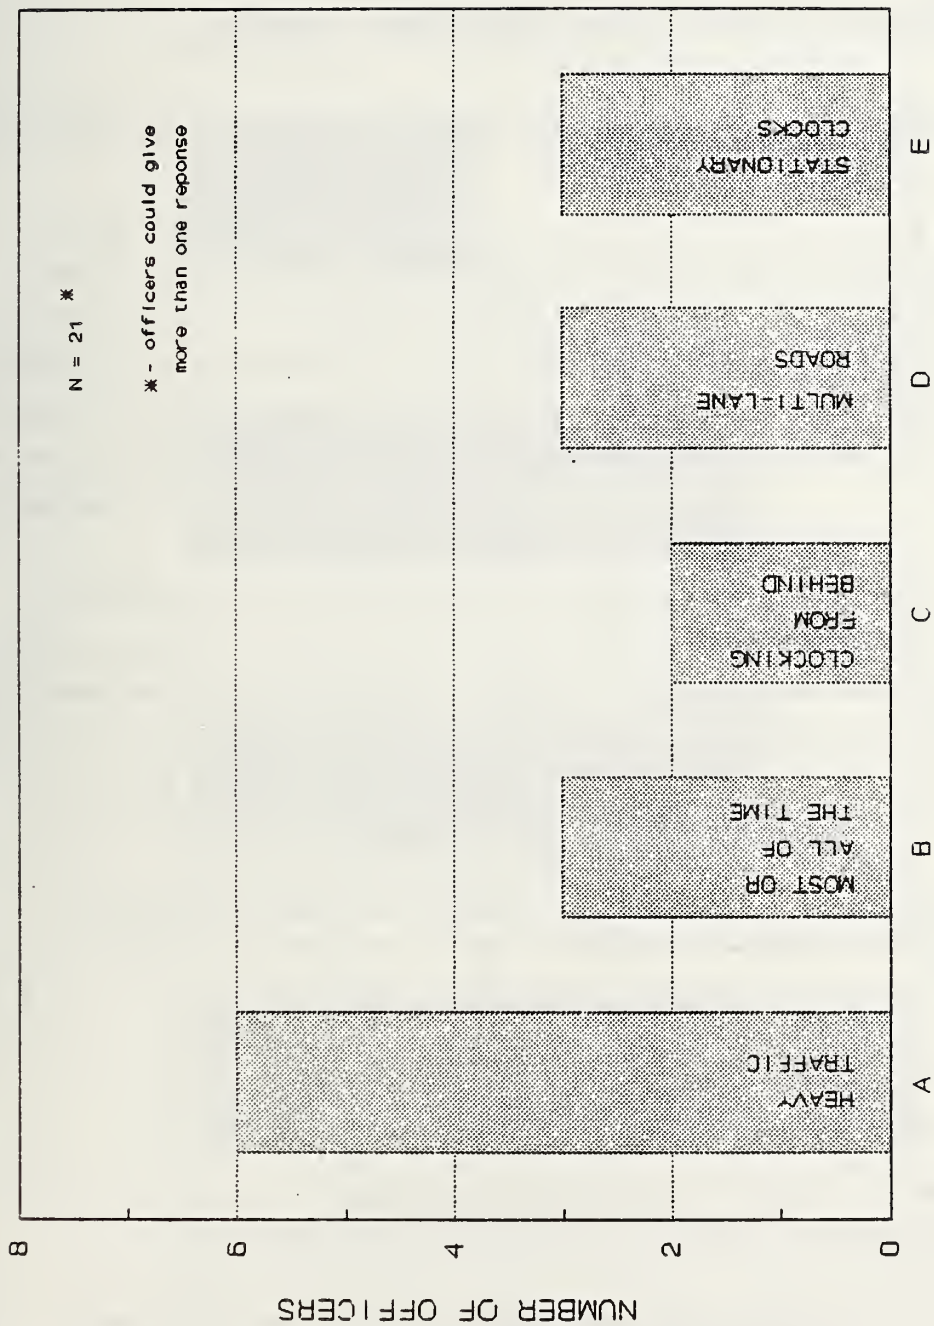 N = 21 *
* - officers could give
more than one reponse
NUMBER OF OFFICERS
8
6
4
2
0
HEAVY
TRAFFIC
MOST OR
ALL OF
THE TIME
CLOCKING
FROM
BEHIND
MULTI-LANE
ROADS
STATIONARY
CLOCKS
A
B
C
D
E